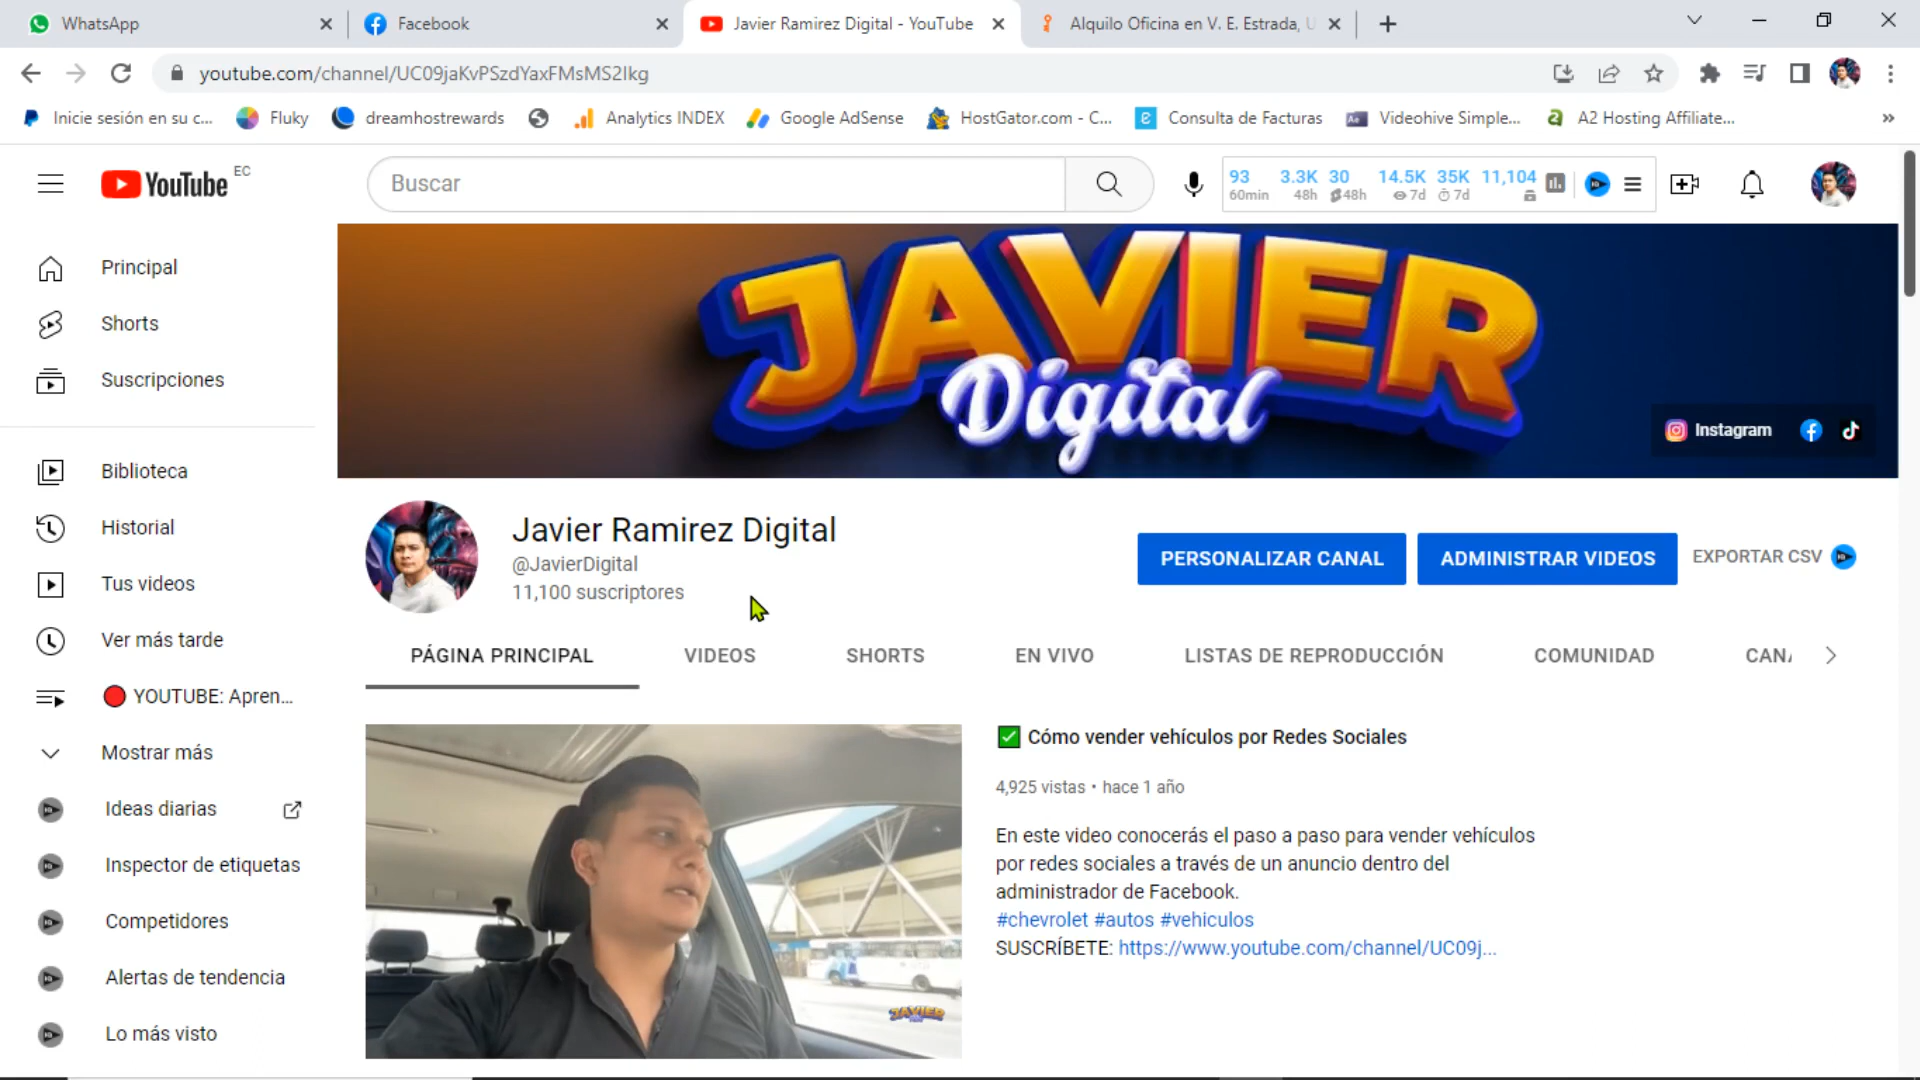 WhatsApp
Facebook
Javier Ramirez Digital - YouTube
Alquilo Oficina en V. E. Estrada, U
youtube.com/channel/UC09jaKvPSzdYaxFMsMS2lkg
Inicie sesión en su c...
Fluky
dreamhostrewards
Analytics INDEX
Google AdSense
HostGator.com - C...
Consulta de Facturas
Videohive Simple...
A2 Hosting Affiliate...
YouTube EC
Buscar
93 3.3K 30 14.5K 35K 11,104
60min 48h 48h 7d 7d
Principal
Shorts
Suscripciones
Biblioteca
Historial
Tus videos
Ver más tarde
YOUTUBE: Apren...
Mostrar más
Ideas diarias
Inspector de etiquetas
Competidores
Alertas de tendencia
Lo más visto
JAVIER
Digital
Instagram
Javier Ramirez Digital
@JavierDigital
11,100 suscriptores
PERSONALIZAR CANAL
ADMINISTRAR VIDEOS
EXPORTAR CSV
PÁGINA PRINCIPAL
VIDEOS
SHORTS
EN VIVO
LISTAS DE REPRODUCCIÓN
COMUNIDAD
CANA
JAVIER
✅ Cómo vender vehículos por Redes Sociales
4,925 vistas • hace 1 año
En este video conocerás el paso a paso para vender vehículos
por redes sociales a través de un anuncio dentro del
administrador de Facebook.
#chevrolet #autos #vehiculos
SUSCRÍBETE: https://www.youtube.com/channel/UC09j...